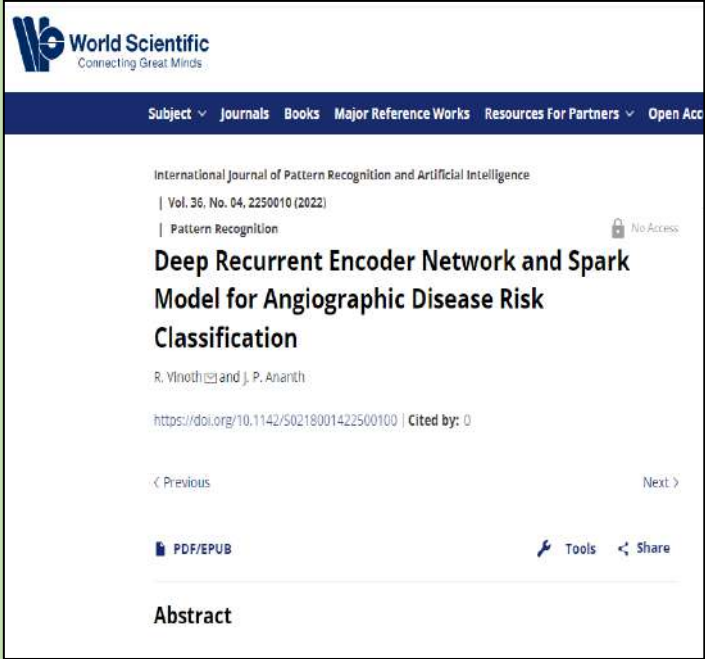 World Scientific
Connecting Great Minds
Subject Journals Books Major Reference Works Resources For Partners Open Acc
International Journal of Pattern Recognition and Artificial Intelligence
| Vol. 36, No. 04, 2250010 (2022)
| Pattern Recognition
No Access
Deep Recurrent Encoder Network and Spark
Model for Angiographic Disease Risk
Classification
R. Vinoth and J. P. Ananth
https://doi.org/10.1142/S0218001422500100 | Cited by: 0
< Previous
Next >
PDF/EPUB
Tools
Share
Abstract